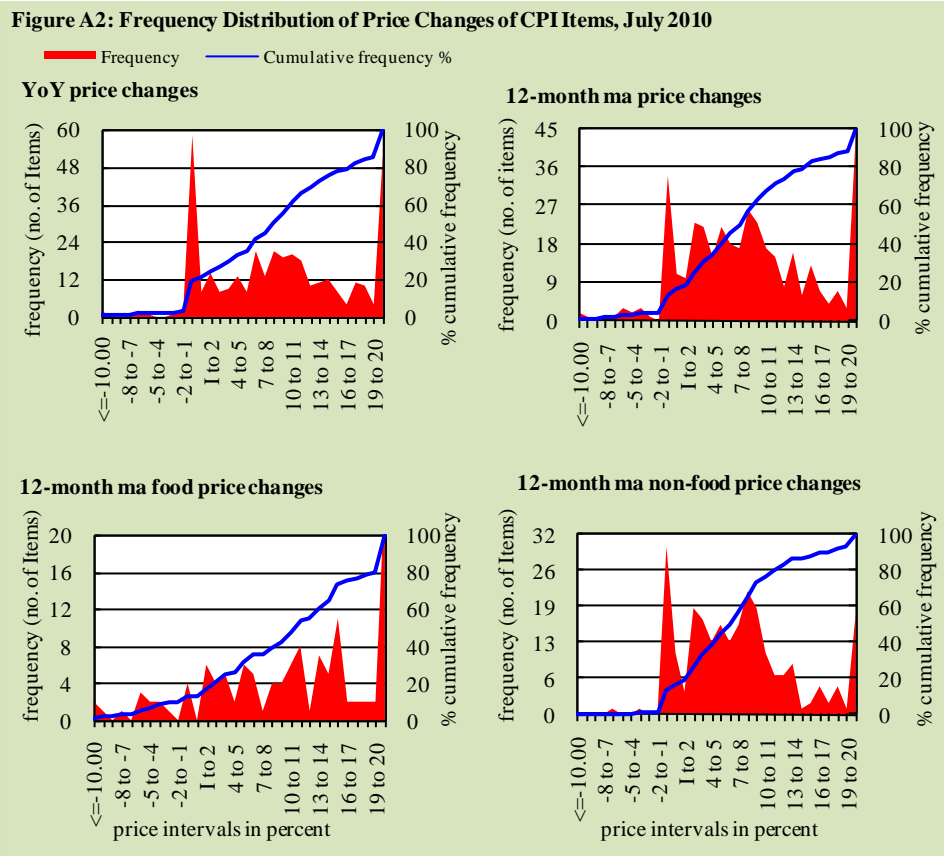 Figure A2: Frequency Distribution of Price Changes of CPI Items, July 2010
Frequency
Cumulative frequency %
YoY price changes
frequency (no. of Items)
60
48
36
24
12
0
100
80
60
40
20
0
% cumulative frequency
<=-10.00
-8 to -7
-5 to -4
-2 to -1
1 to 2
4 to 5
7 to 8
10 to 11
13 to 14
16 to 17
19 to 20
12-month ma price changes
frequency (no. of items)
45
36
27
18
9
0
100
80
60
40
20
0
% cumulative frequency
<=-10.00
-8 to -7
-5 to -4
-2 to -1
1 to 2
4 to 5
7 to 8
10 to 11
13 to 14
16 to 17
19 to 20
12-month ma food price changes
frequency (no. of Items)
20
16
12
8
4
0
100
80
60
40
20
0
% cumulative frequency
<=-10.00
-8 to -7
-5 to -4
-2 to -1
1 to 2
4 to 5
7 to 8
10 to 11
13 to 14
16 to 17
19 to 20
price intervals in percent
12-month ma non-food price changes
frequency (no. of Items)
32
26
19
13
6
0
100
80
60
40
20
0
% cumulative frequency
<=-10.00
-8 to -7
-5 to -4
-2 to -1
1 to 2
4 to 5
7 to 8
10 to 11
13 to 14
16 to 17
19 to 20
price intervals in percent